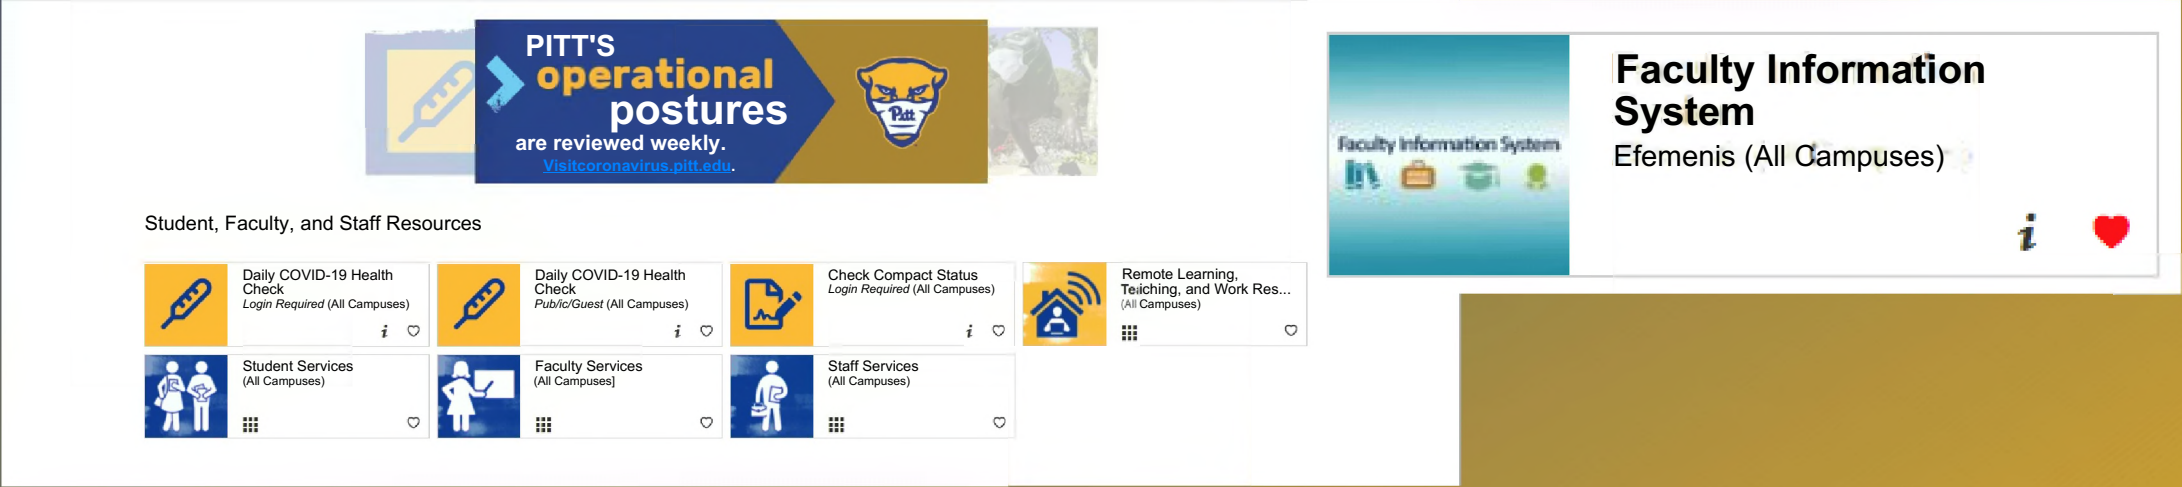 PITT'S
operational
postures
are reviewed weekly.
Visitcoronavirus.pitt.edu.
Pitt
Student, Faculty, and Staff Resources
Daily COVID-19 Health
Check
Login Required (All Campuses)
i
Daily COVID-19 Health
Check
Pub/ic/Guest (All Campuses)
i
Check Compact Status
Login Required (All Campuses)
i
Remote Learning,
Teiching, and Work Res...
(All Campuses)
Student Services
(All Campuses)
Faculty Services
(All Campuses]
Staff Services
(All Campuses)
Faculty Information System
Faculty Information
System
Efemenis (All Campuses)
i